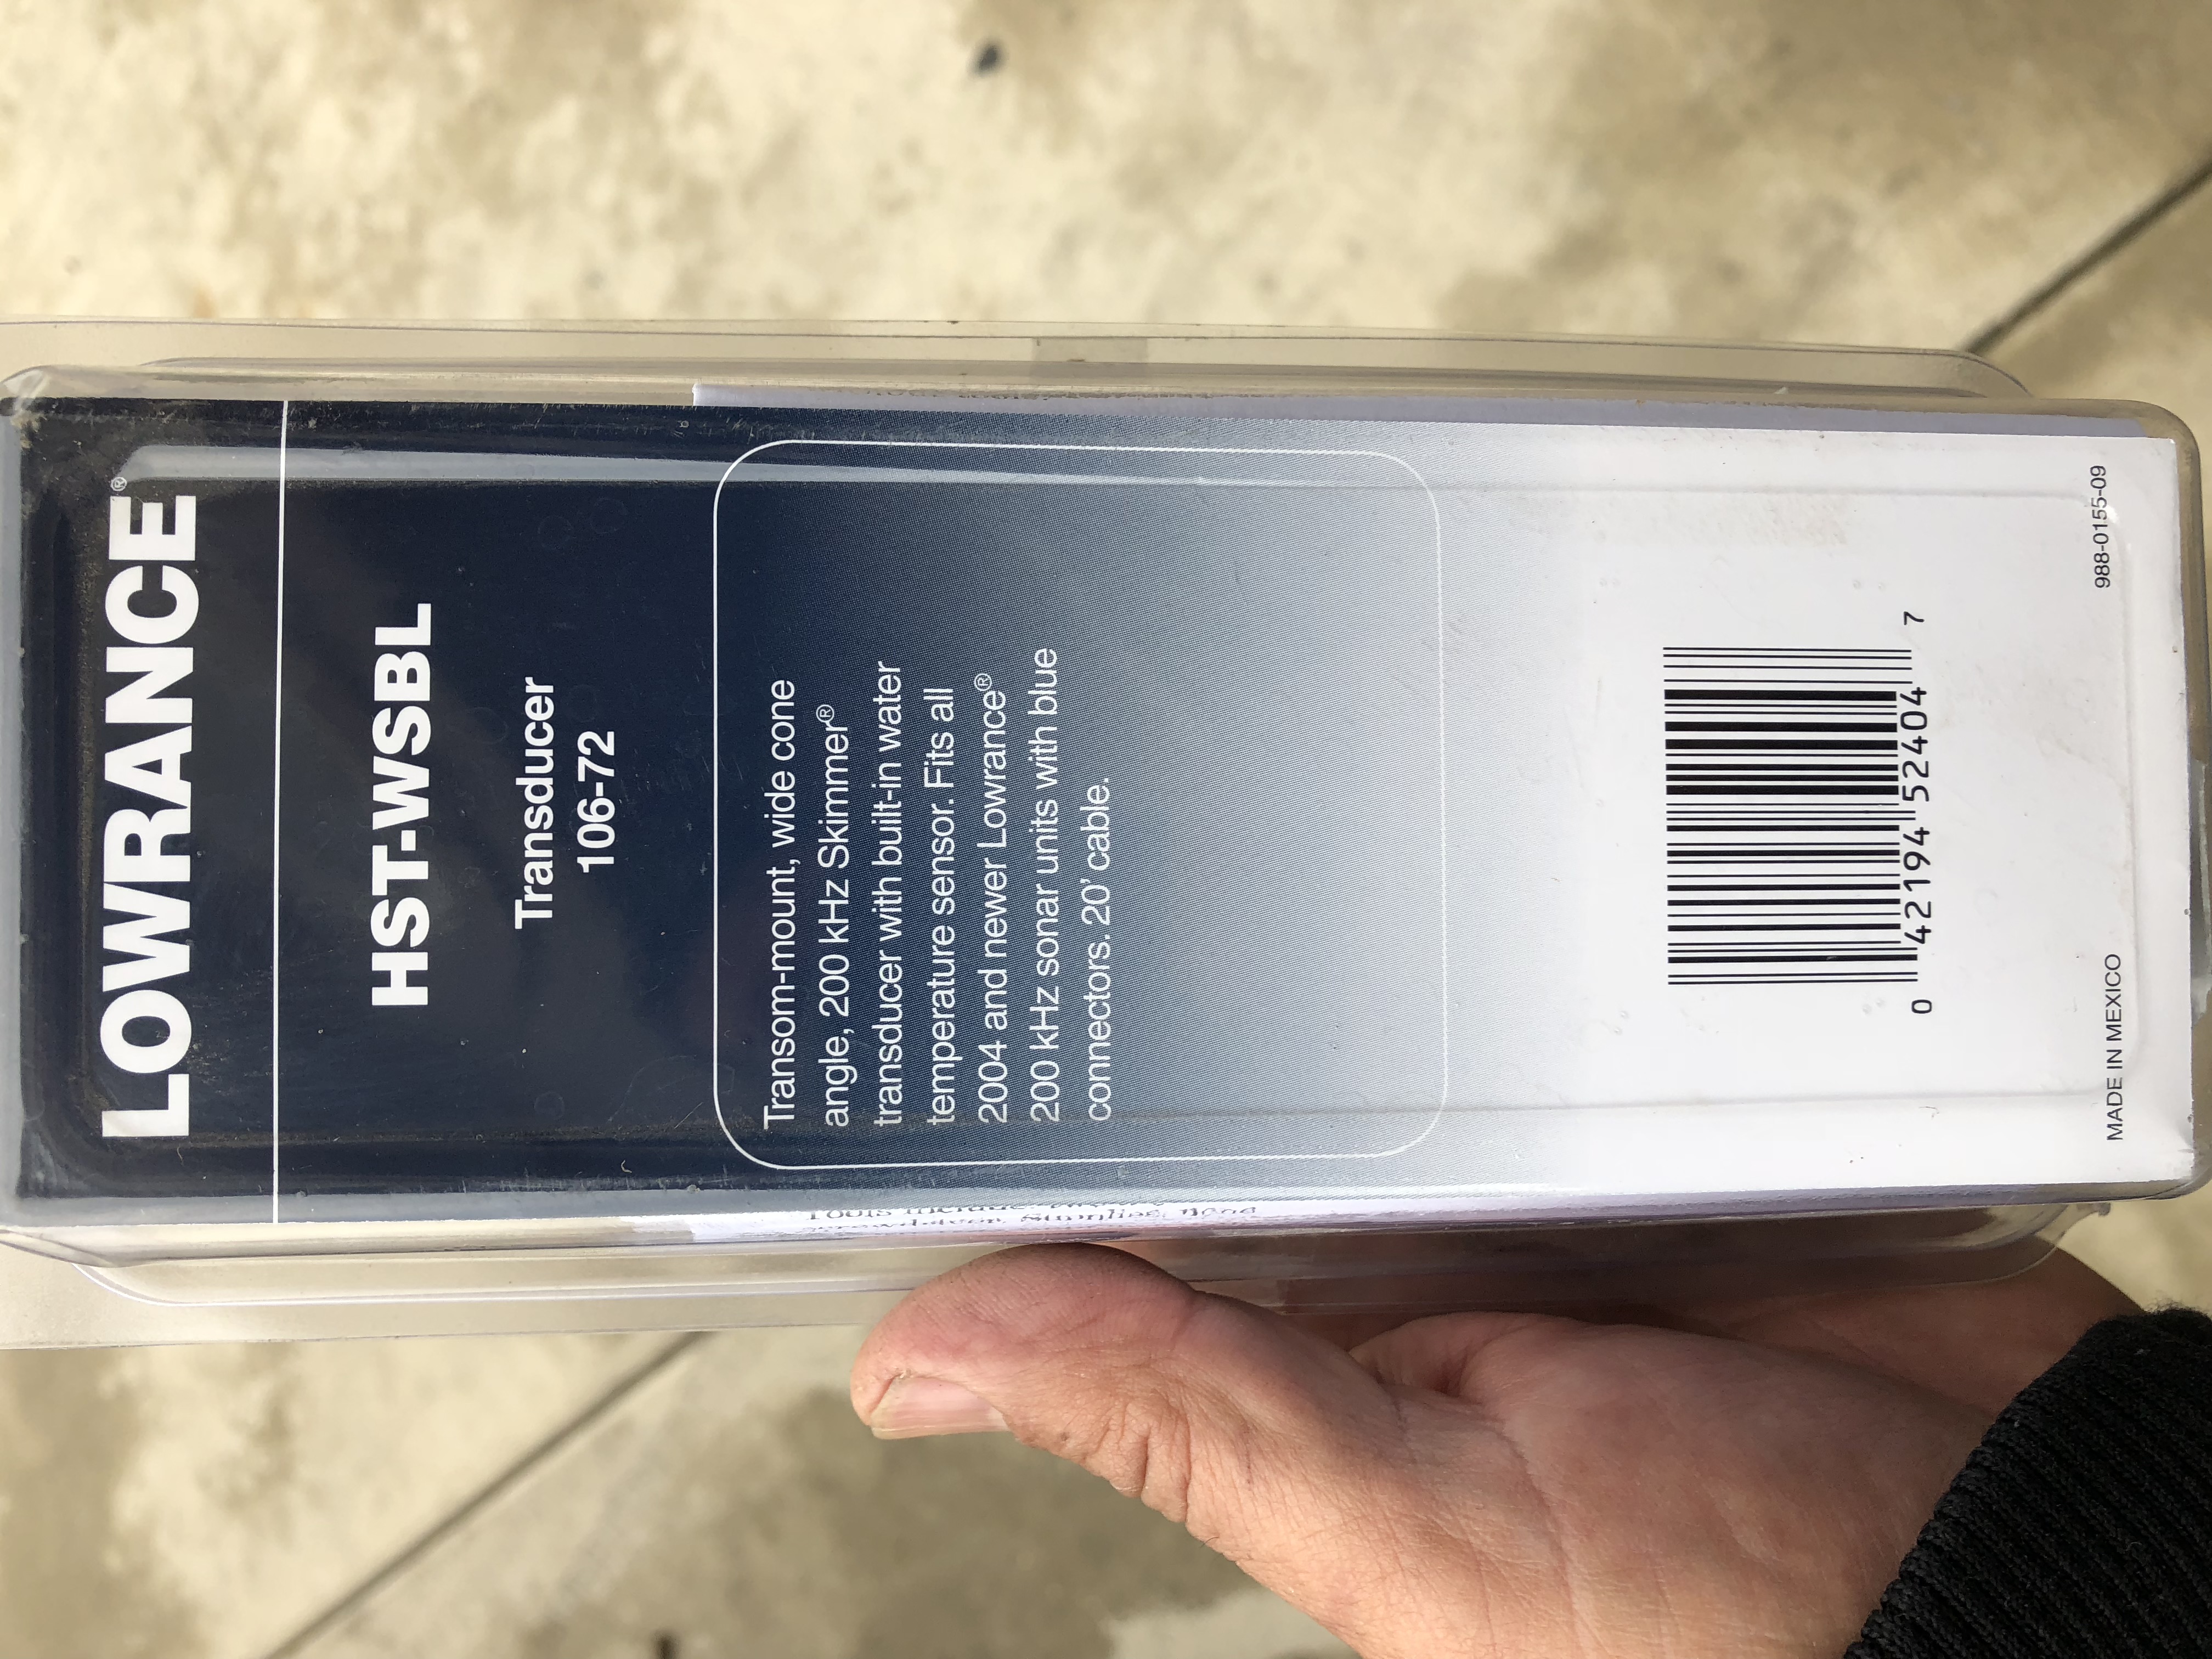 LOWRANCE®
HST-WSBL
Transducer
106-72
Transom-mount, wide cone
angle, 200 kHz Skimmer®
transducer with built-in water
temperature sensor. Fits all
2004 and newer Lowrance®
200 kHz sonar units with blue
connectors. 20' cable.
0 42194 52404 7
MADE IN MEXICO 988-0155-09
Tools include